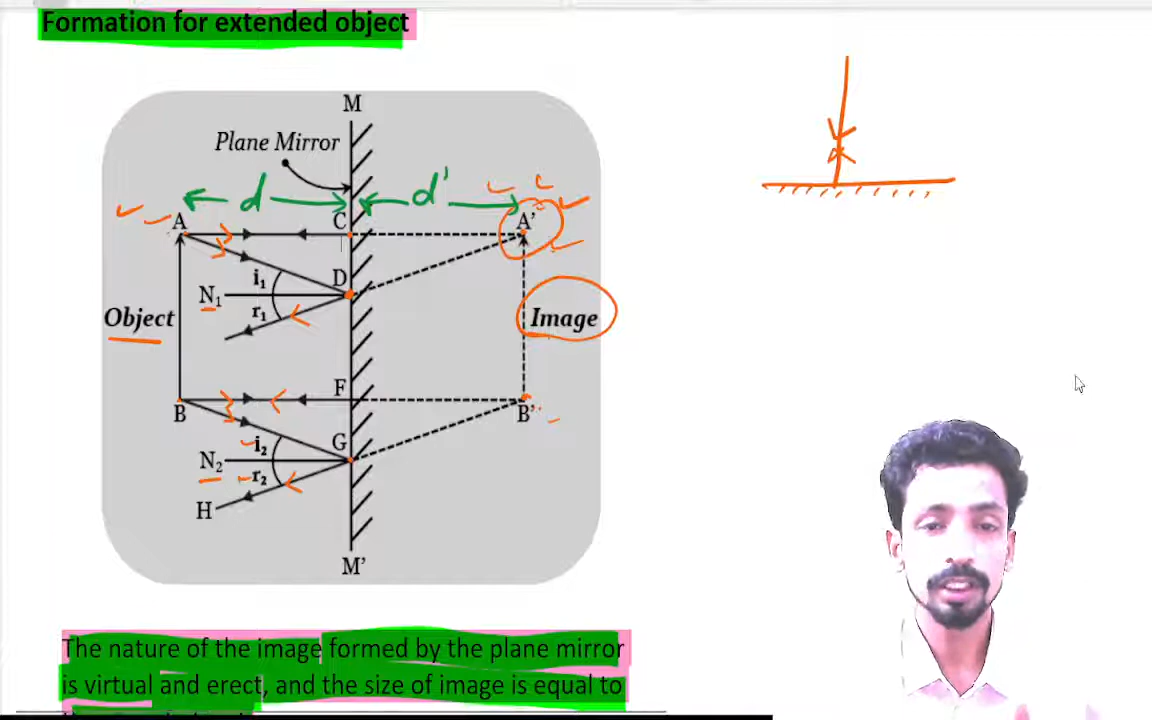 Formation for extended object
M
Plane Mirror
d d'
A C A'
i₁ D
N₁
r₁
Object Image
F
B B'
i₂ G
N₂
r₂
H
M'
The nature of the image formed by the plane mirror
is virtual and erect, and the size of image is equal to